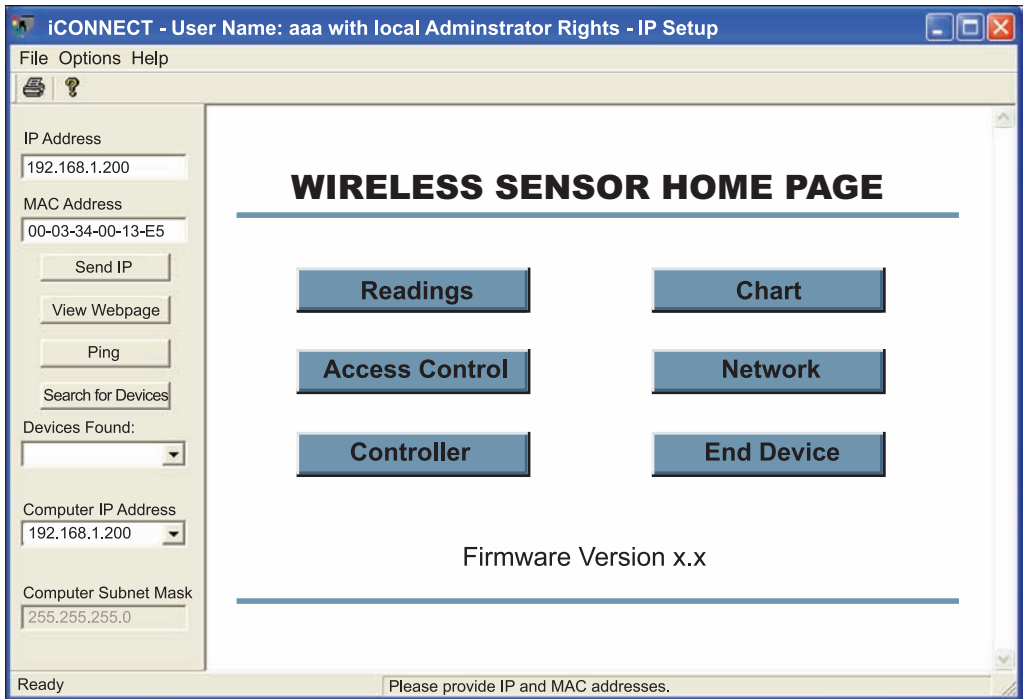 iCONNECT - User Name: aaa with local Adminstrator Rights - IP Setup
File Options Help
IP Address
192.168.1.200
MAC Address
00-03-34-00-13-E5
Send IP
View Webpage
Ping
Search for Devices
Devices Found:
Computer IP Address
192.168.1.200
Computer Subnet Mask
255.255.255.0
WIRELESS SENSOR HOME PAGE
Readings Chart
Access Control Network
Controller End Device
Firmware Version x.x
Ready Please provide IP and MAC addresses.